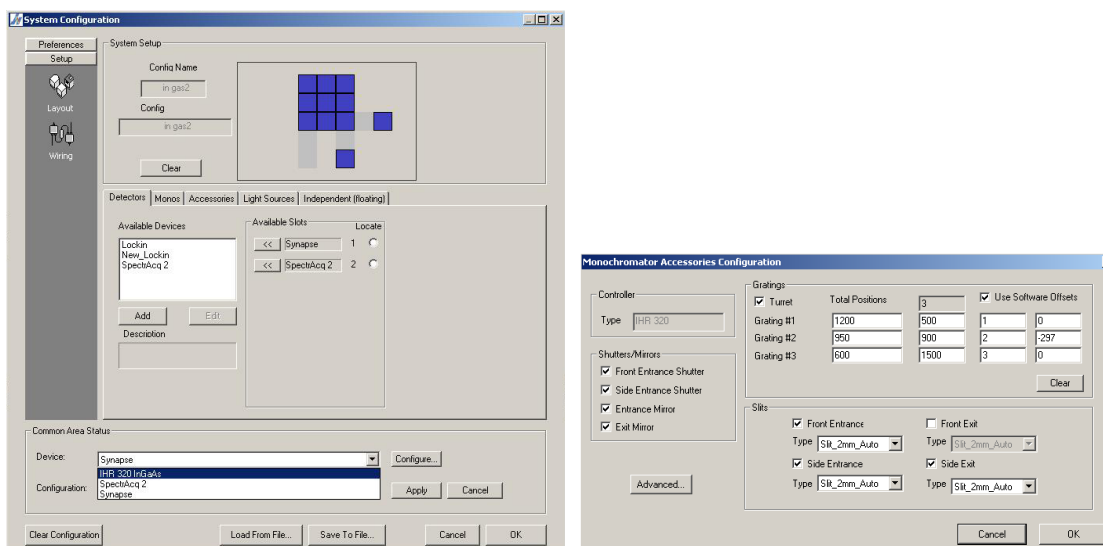 System Configuration
Preferences
Setup
Layout
Wiring
System Setup
Config Name
in gas2
Config
in gas2
Clear
Detectors Monos Accessories Light Sources Independent (floating)
Available Devices
Lockin
New_Lockin
SpectrAcq 2
Add Edit
Description
Available Slots Locate
<< Synapse 1
<< SpectrAcq 2 2
Common Area Status
Device: Synapse Configure...
IHR 320 InGaAs
SpectrAcq 2
Synapse
Configuration:
Apply Cancel
Clear Configuration Load From File... Save To File... Cancel OK
Monochromator Accessories Configuration
Controller
Type IHR 320
Shutters/Mirrors
Front Entrance Shutter
Side Entrance Shutter
Entrance Mirror
Exit Mirror
Advanced...
Gratings
Turret Total Positions 3 Use Software Offsets
Grating #1 1200 500 1 0
Grating #2 950 900 2 -297
Grating #3 600 1500 3 0
Clear
Slits
Front Entrance Front Exit
Type Slit_2mm_Auto Type Slit_2mm_Auto
Side Entrance Side Exit
Type Slit_2mm_Auto Type Slit_2mm_Auto
Cancel OK